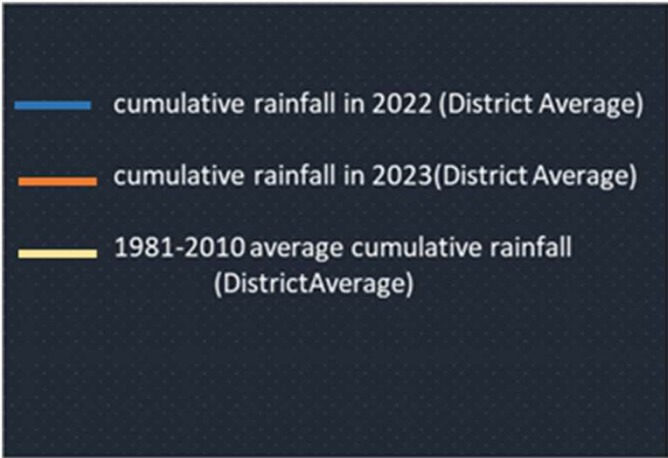 cumulative rainfall in 2022 (District Average)
cumulative rainfall in 2023(District Average)
1981-2010 average cumulative rainfall
(DistrictAverage)